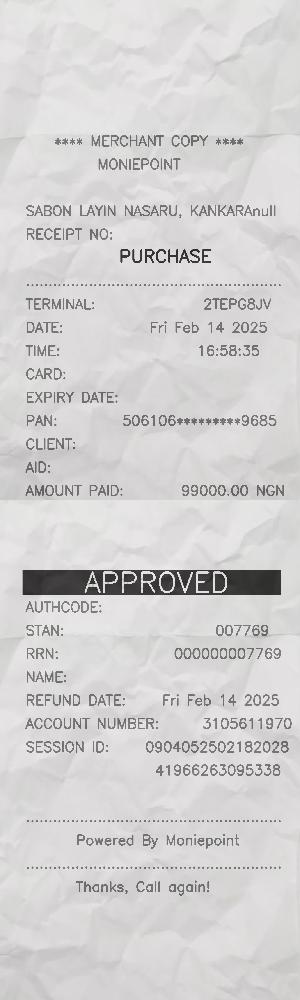 **** MERCHANT COPY ****
MONIEPOINT
SABON LAYIN NASARU, KANKARAnull
RECEIPT NO:
PURCHASE
TERMINAL: 2TEPG8JV
DATE: Fri Feb 14 2025
TIME: 16:58:35
CARD:
EXPIRY DATE:
PAN: 506106*********9685
CLIENT:
AID:
AMOUNT PAID: 99000.00 NGN
APPROVED
AUTHCODE:
STAN: 007769
RRN: 000000007769
NAME:
REFUND DATE: Fri Feb 14 2025
ACCOUNT NUMBER: 3105611970
SESSION ID: 0904052502182028
41966263095338
Powered By Moniepoint
Thanks, Call again!